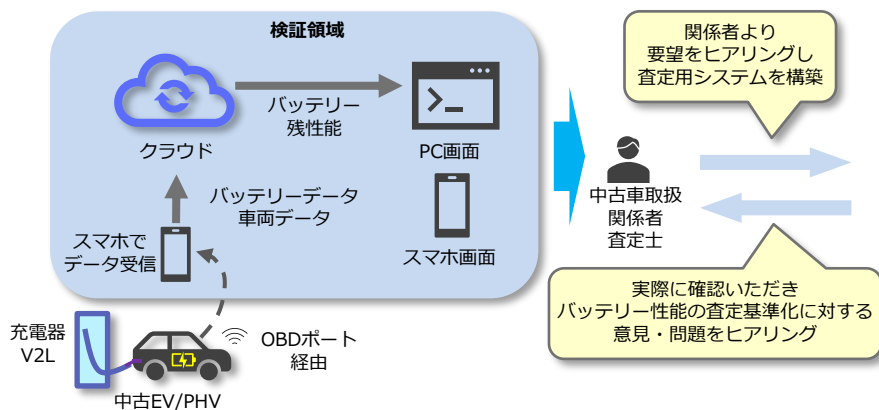 検証領域
クラウド
バッテリー
残性能
PC画面
バッテリーデータ
車両データ
スマホで
データ受信
スマホ画面
充電器
V2L
OBDポート
経由
中古EV/PHV
関係者より
要望をヒアリングし
査定用システムを構築
中古車取扱
関係者
査定士
実際に確認いただき
バッテリー性能の査定基準化に対する
意見・問題をヒアリング